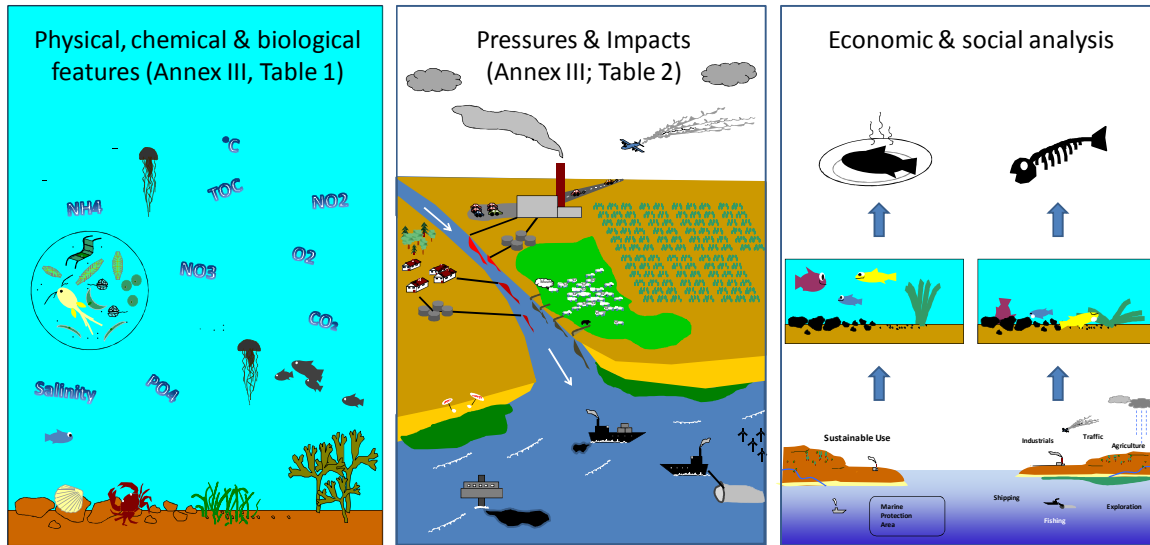 Physical, chemical & biological
features (Annex III, Table 1)
°C
TOC
NH4
NO2
O2
NO3
CO₂
Salinity
PO4
Pressures & Impacts
(Annex III; Table 2)
Economic & social analysis
Sustainable Use
Industrials
Traffic
Agriculture
Marine
Protection
Area
Shipping
Fishing
Exploration